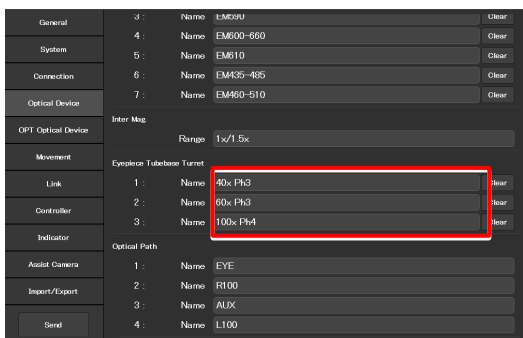 General
System
Connection
Optical Device
OPT Optical Device
Movement
Link
Controller
Indicator
Assist Camera
Import/Export
Send
3 : Name EM590 Clear
4 : Name EM600-660 Clear
5 : Name EM610 Clear
6 : Name EM435-485 Clear
7 : Name EM460-510 Clear
Inter Mag.
Range 1x/1.5x
Eyepiece Tubebase Turret
1 : Name 40x Ph3 Clear
2 : Name 60x Ph3 Clear
3 : Name 100x Ph4 Clear
Optical Path
1 : Name EYE
2 : Name R100
3 : Name AUX
4 : Name L100